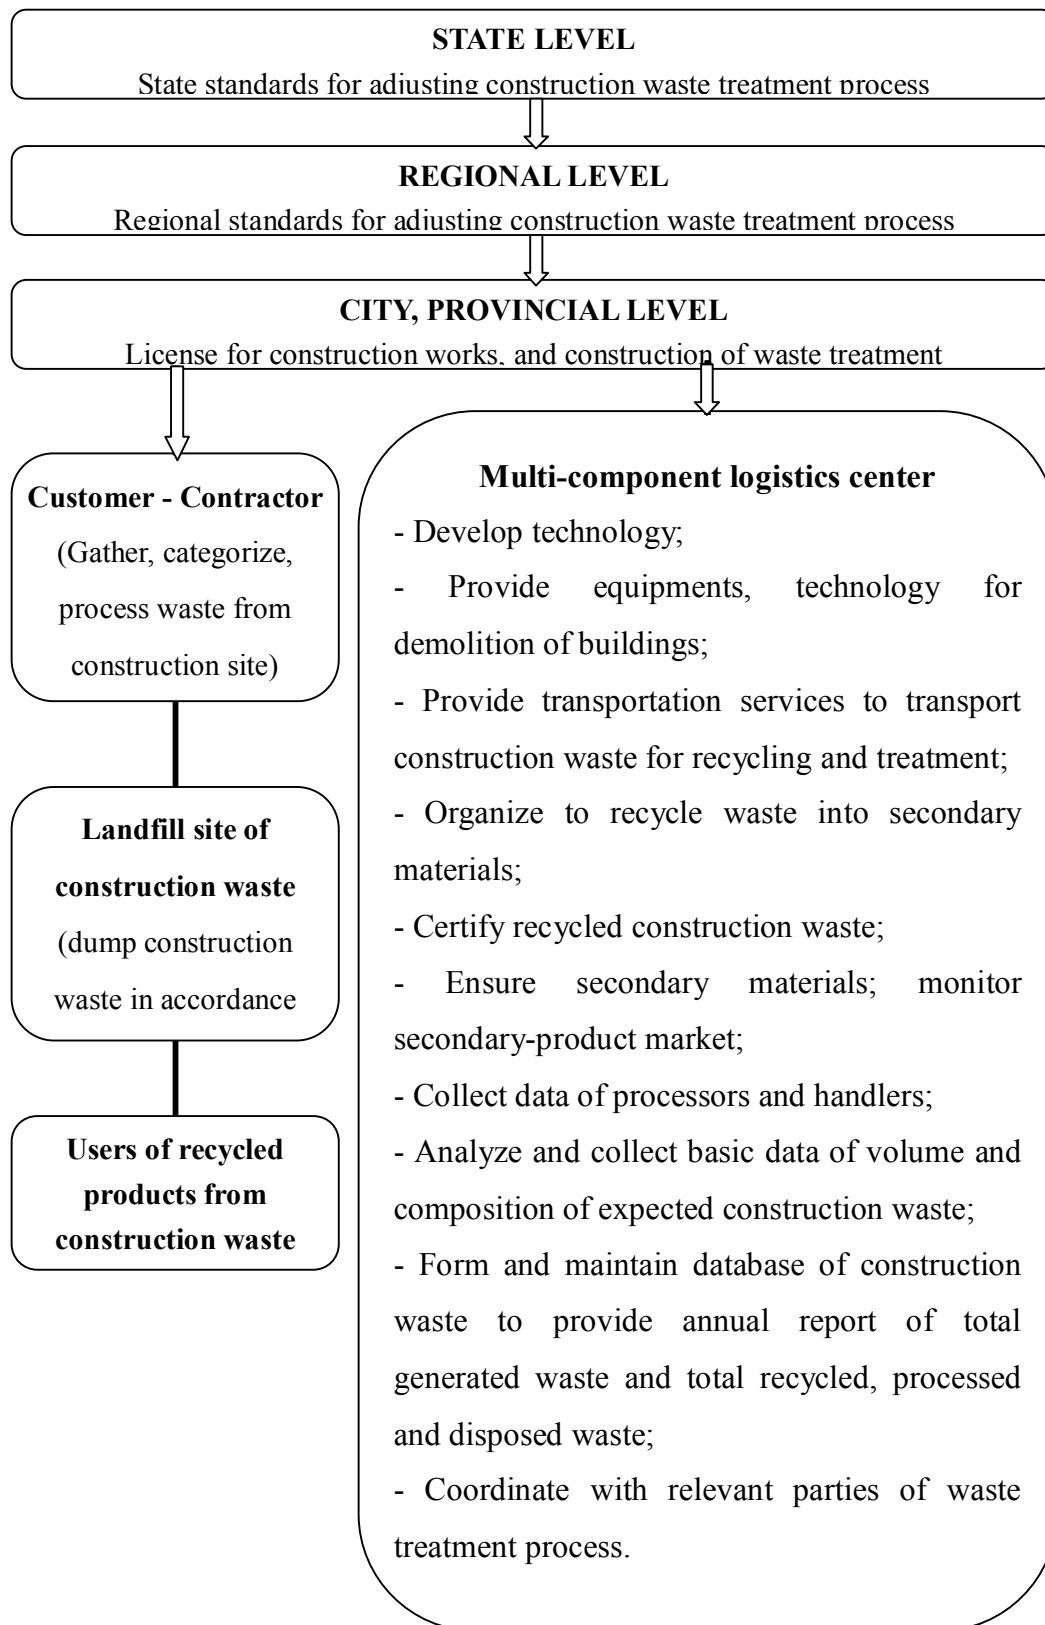 STATE LEVEL
State standards for adjusting construction waste treatment process
REGIONAL LEVEL
Regional standards for adjusting construction waste treatment process
CITY, PROVINCIAL LEVEL
License for construction works, and construction of waste treatment
Customer - Contractor
(Gather, categorize,
process waste from
construction site)
Landfill site of
construction waste
(dump construction
waste in accordance
Users of recycled
products from
construction waste
Multi-component logistics center
- Develop technology;
- Provide equipments, technology for
demolition of buildings;
- Provide transportation services to transport
construction waste for recycling and treatment;
- Organize to recycle waste into secondary
materials;
- Certify recycled construction waste;
- Ensure secondary materials; monitor
secondary-product market;
- Collect data of processors and handlers;
- Analyze and collect basic data of volume and
composition of expected construction waste;
- Form and maintain database of construction
waste to provide annual report of total
generated waste and total recycled, processed
and disposed waste;
- Coordinate with relevant parties of waste
treatment process.